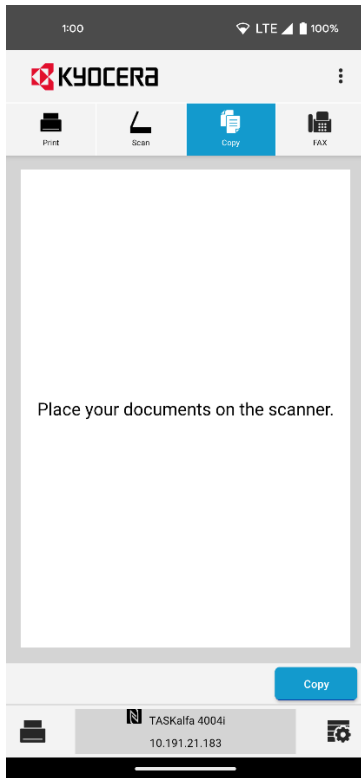 1:00 LTE 100%
KYOCERA
Print Scan Copy FAX
Place your documents on the scanner.
Copy
TASKalfa 4004i
10.191.21.183